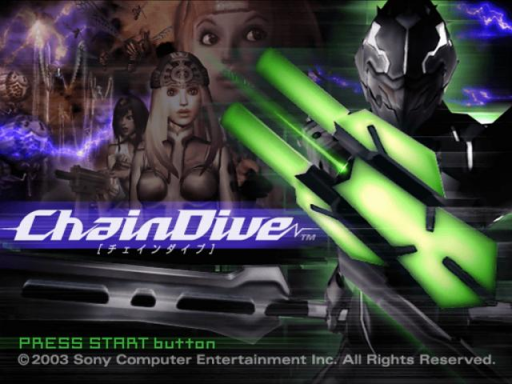 ChainDive TM
[チェインダイブ]
PRESS START button
©2003 Sony Computer Entertainment Inc. All Rights Reserved.